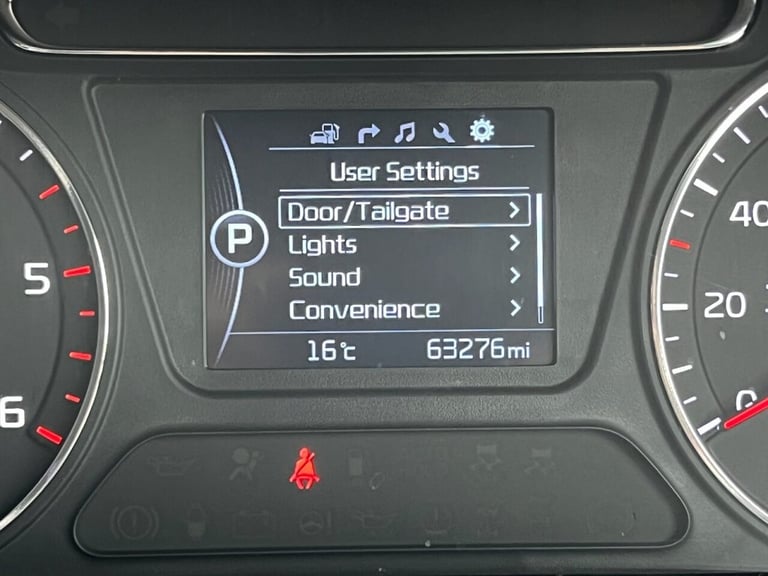 User Settings
Door/Tailgate >
Lights >
Sound >
Convenience >
P
16°C
63276mi
5
6
40
20
0